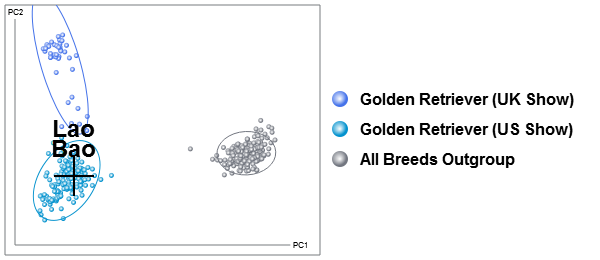 PC2
Lao
Bao
PC1
Golden Retriever (UK Show)
Golden Retriever (US Show)
All Breeds Outgroup